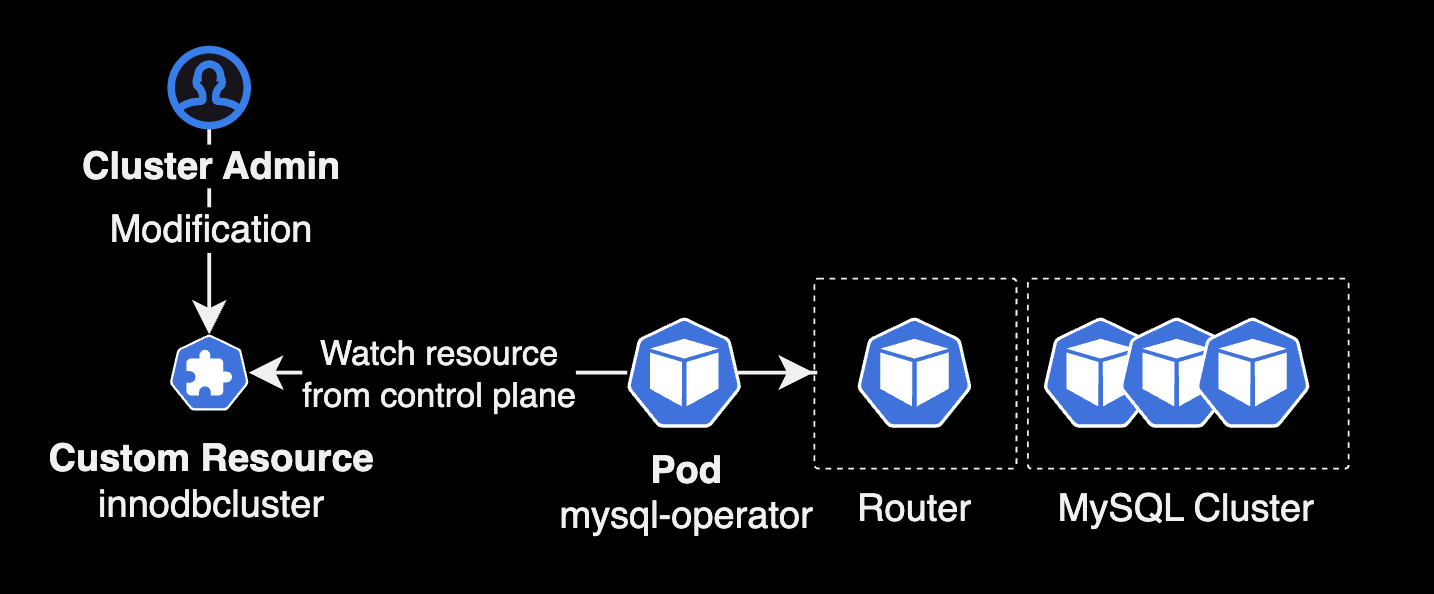 Cluster Admin
Modification
Watch resource
from control plane
Custom Resource
innodbcluster
Pod
mysql-operator
Router
MySQL Cluster